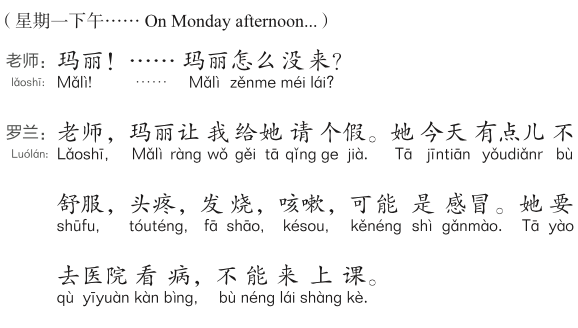 （星期一下午…… On Monday afternoon...）
老师：玛丽！ …… 玛丽怎么没来？
lǎoshī: Mǎlì! …… Mǎlì zěnme méi lái?
罗兰：老师，玛丽让我给她请个假。她今天有点儿不
Luólán: Lǎoshī, Mǎlì ràng wǒ gěi tā qǐng ge jià. Tā jīntiān yǒudiǎnr bù
舒服，头疼，发烧，咳嗽，可能是感冒。她要
shūfu, tóuténg, fā shāo, késou, kěnéng shì gǎnmào. Tā yào
去医院看病，不能来上课。
qù yīyuàn kàn bìng, bù néng lái shàng kè.